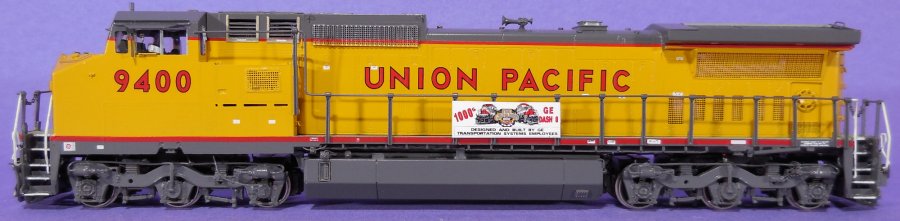 9400
UNION PACIFIC
1000th GE
DASH 8
DESIGNED AND BUILT BY GE
TRANSPORTATION SYSTEMS EMPLOYEES